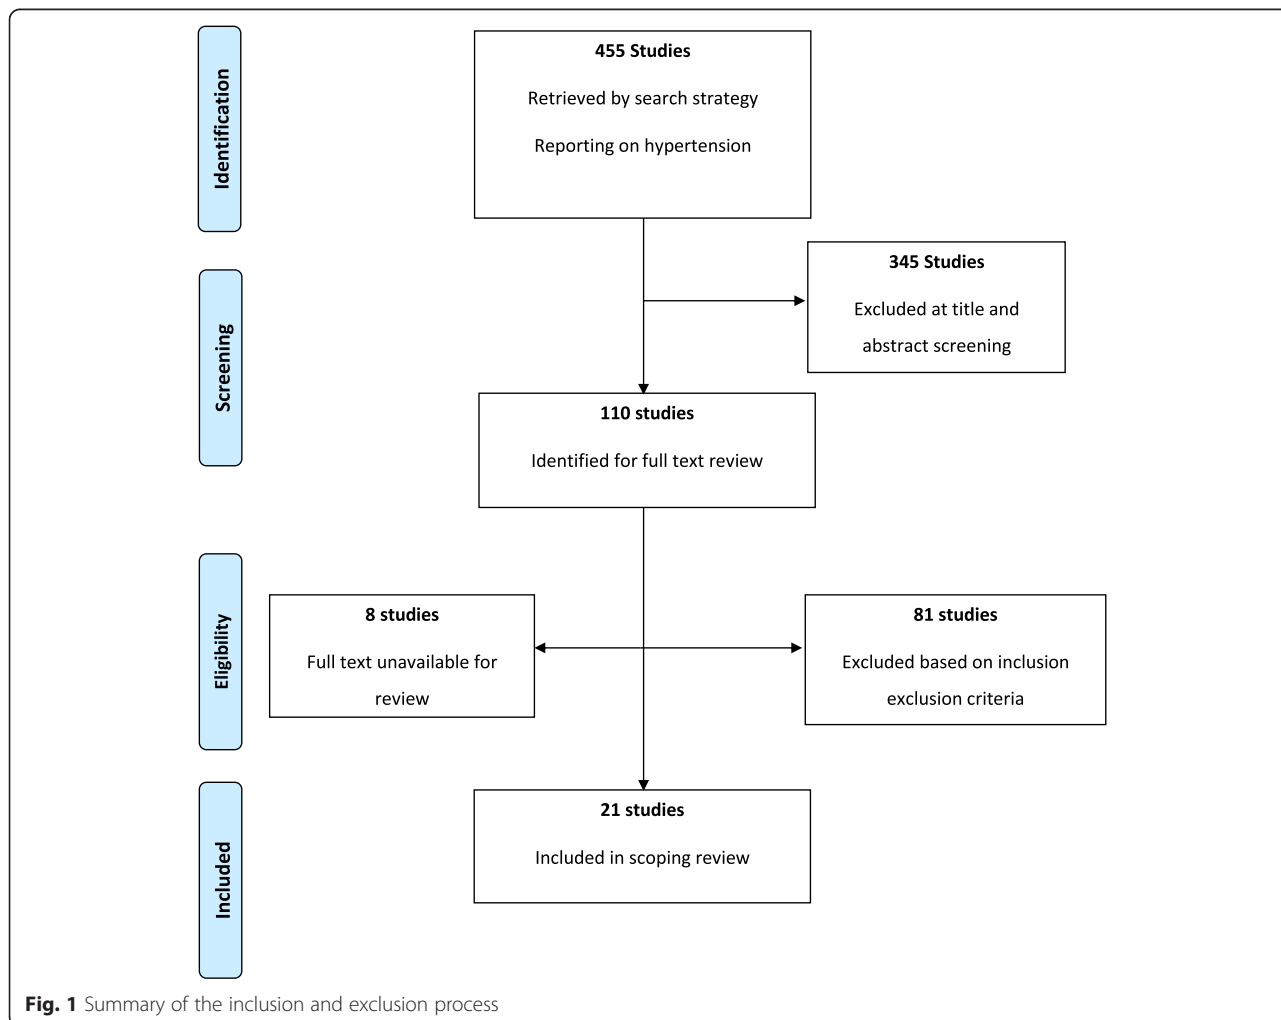 Identification
455 Studies
Retrieved by search strategy
Reporting on hypertension
Screening
345 Studies
Excluded at title and
abstract screening
110 studies
Identified for full text review
Eligibility
8 studies
Full text unavailable for
review
81 studies
Excluded based on inclusion
exclusion criteria
Included
21 studies
Included in scoping review
Fig. 1 Summary of the inclusion and exclusion process